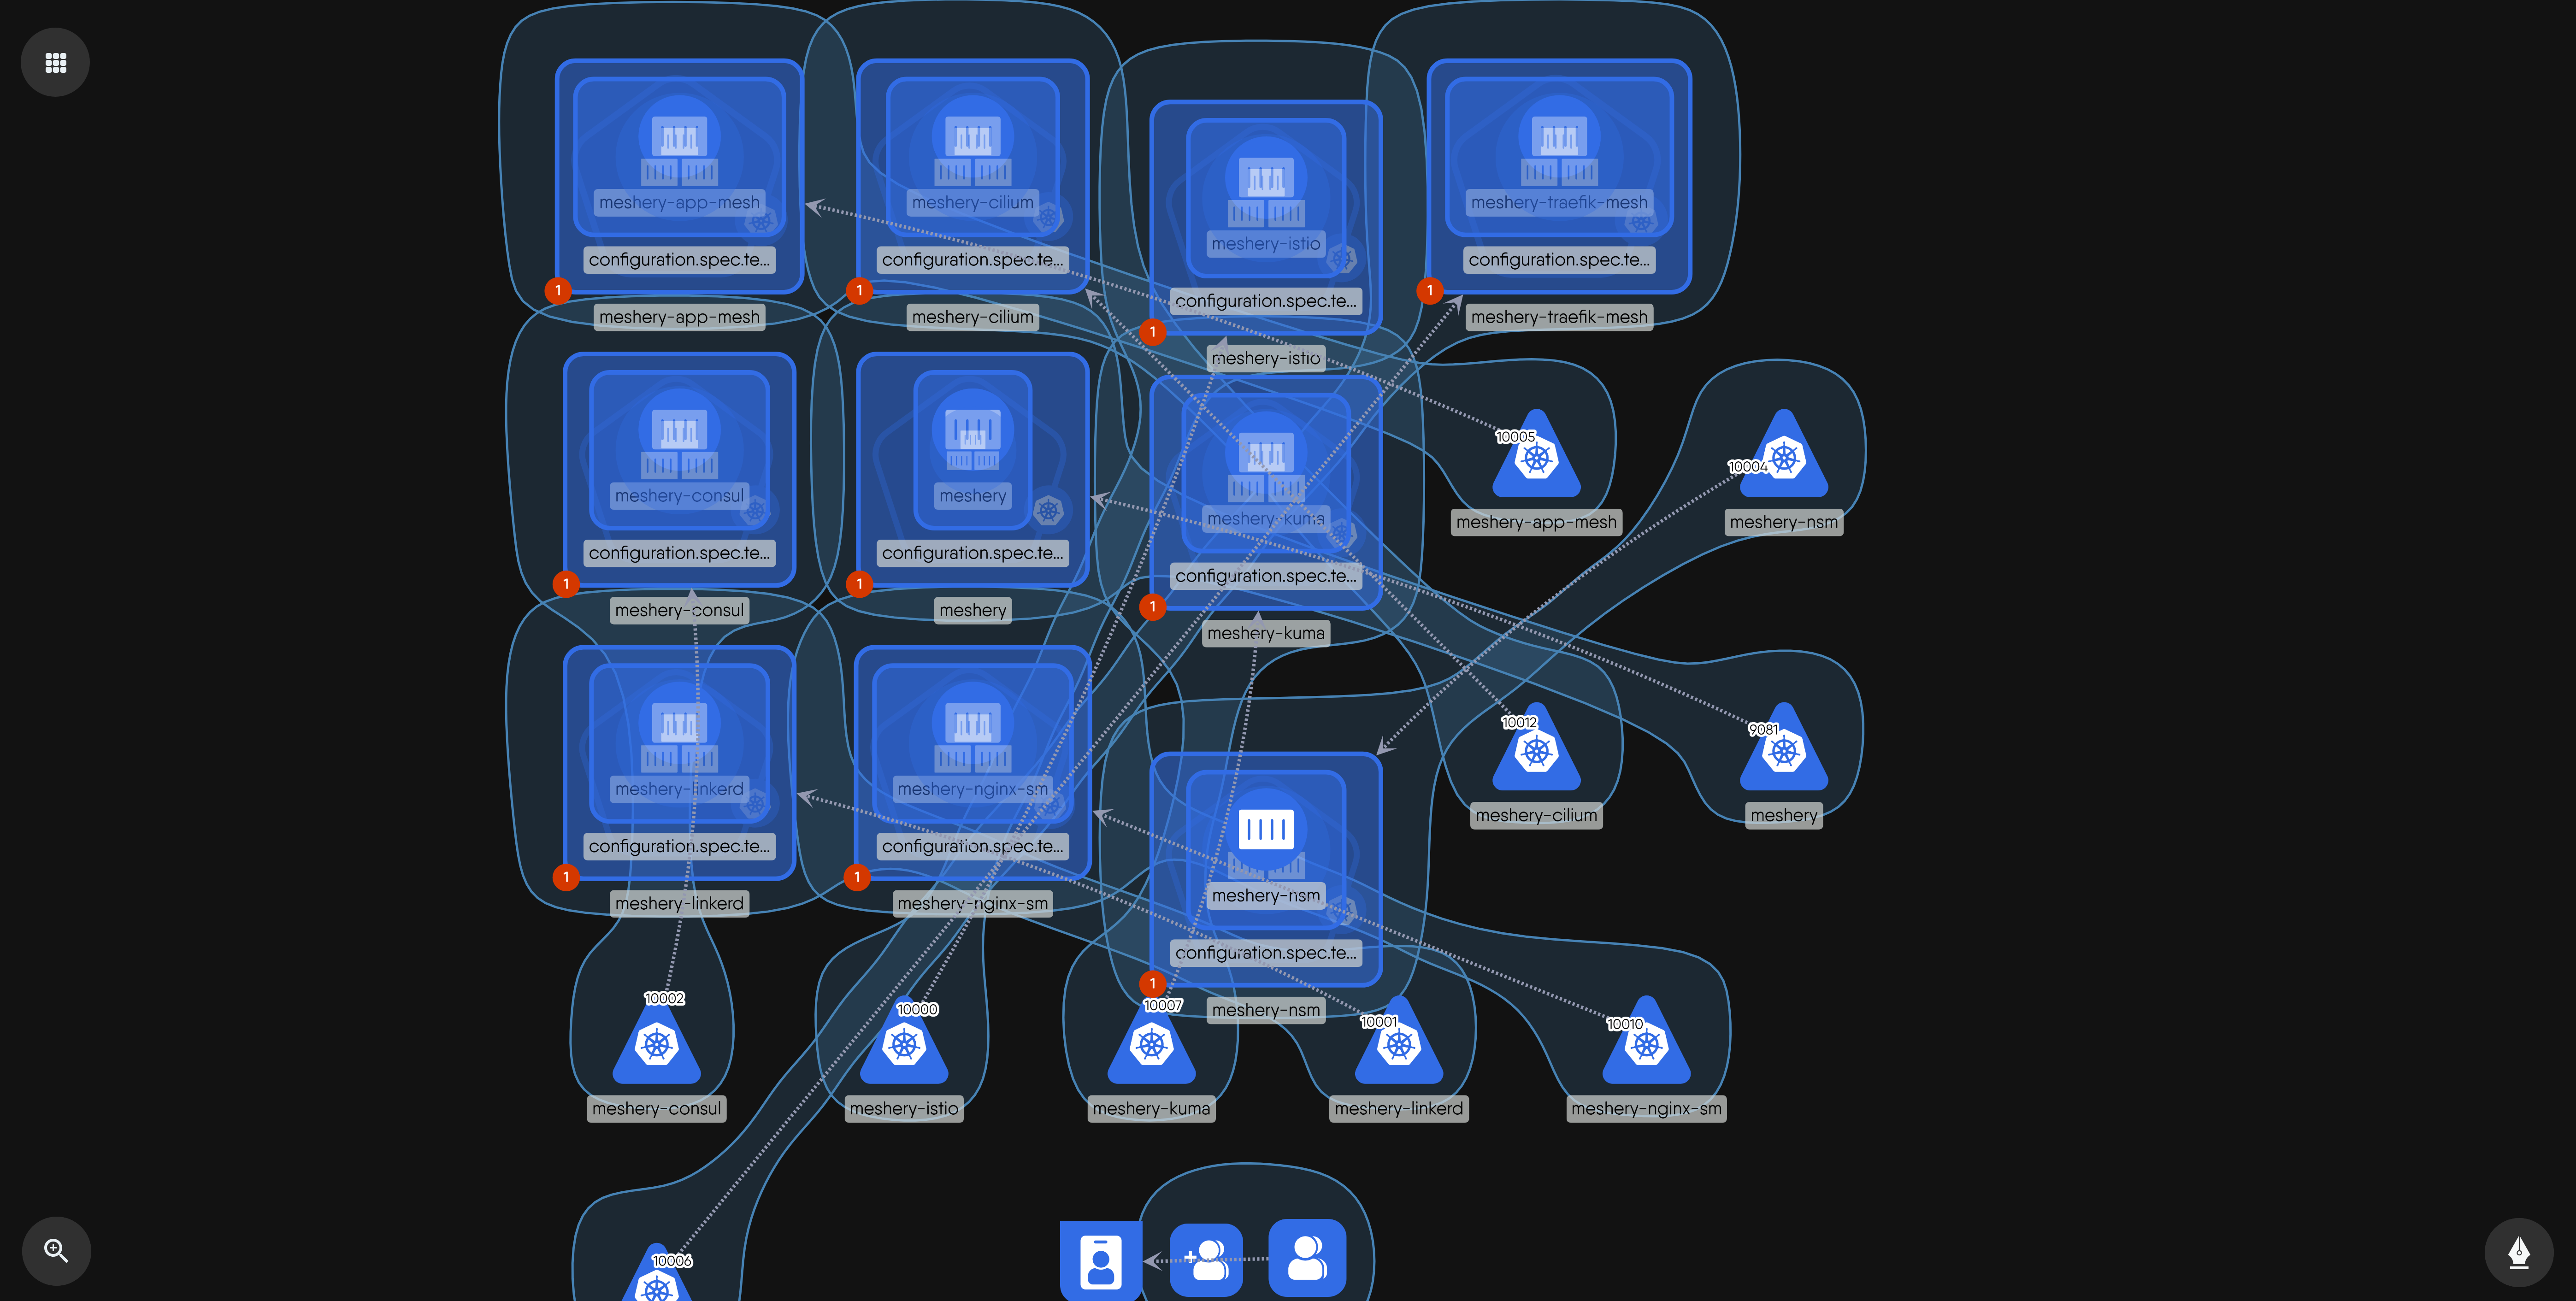 meshery-app-mesh
configuration.spec.te...
1
meshery-app-mesh
meshery-cilium
configuration.spec.te...
1
meshery-cilium
meshery-istio
configuration.spec.te...
1
meshery-istio
meshery-traefik-mesh
configuration.spec.te...
1
meshery-traefik-mesh
meshery-consul
configuration.spec.te...
1
meshery-consul
meshery
configuration.spec.te...
1
meshery
meshery-kuma
configuration.spec.te...
1
meshery-kuma
10005
meshery-app-mesh
10004
meshery-nsm
meshery-linkerd
configuration.spec.te...
1
meshery-linkerd
meshery-nginx-sm
configuration.spec.te...
1
meshery-nginx-sm
meshery-nsm
configuration.spec.te...
1
meshery-nsm
10012
meshery-cilium
9081
meshery
10002
meshery-consul
10000
meshery-istio
10007
meshery-kuma
10001
meshery-linkerd
10010
meshery-nginx-sm
10006